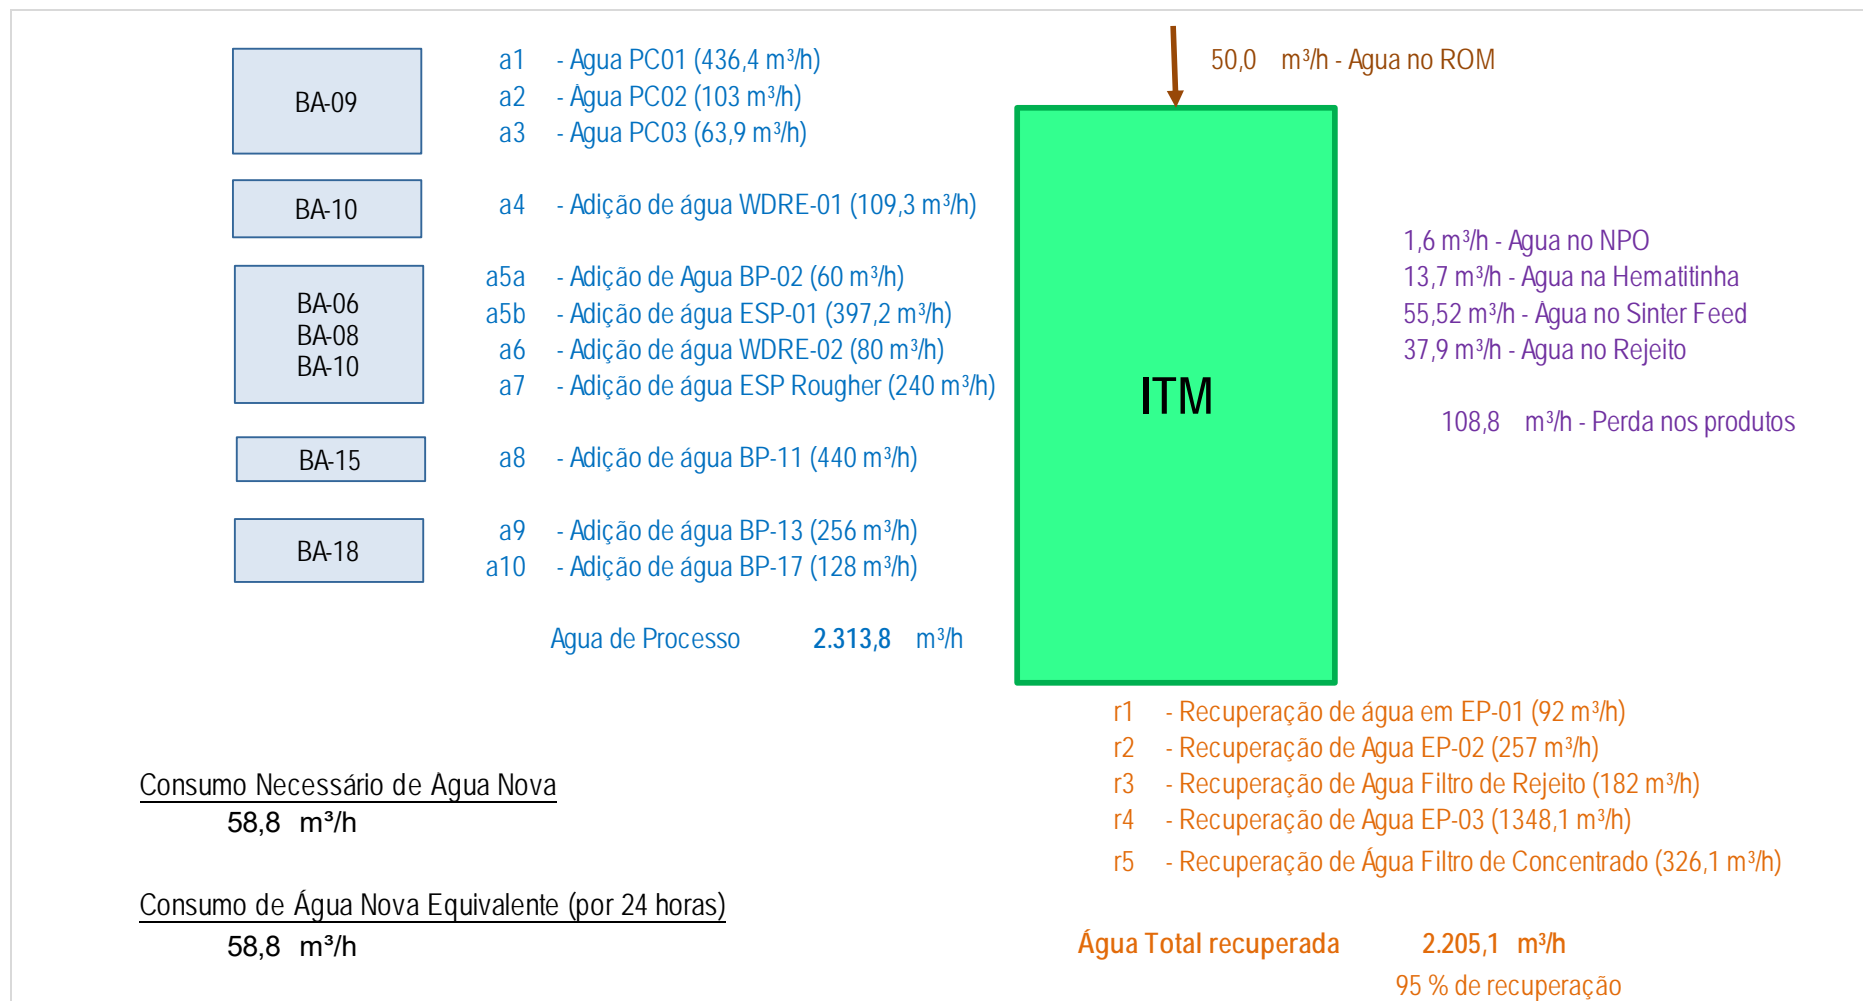 BA-09
a1 - Agua PC01 (436,4 m³/h)
a2 - Água PC02 (103 m³/h)
a3 - Água PC03 (63,9 m³/h)
BA-10
a4 - Adição de água WDRE-01 (109,3 m³/h)
BA-06
BA-08
BA-10
a5a - Adição de Agua BP-02 (60 m³/h)
a5b - Adição de água ESP-01 (397,2 m³/h)
a6 - Adição de água WDRE-02 (80 m³/h)
a7 - Adição de água ESP Rougher (240 m³/h)
BA-15
a8 - Adição de água BP-11 (440 m³/h)
BA-18
a9 - Adição de água BP-13 (256 m³/h)
a10 - Adição de água BP-17 (128 m³/h)
Agua de Processo 2.313,8 m³/h
50,0 m³/h - Agua no ROM
ITM
1,6 m³/h - Agua no NPO
13,7 m³/h - Agua na Hematitinha
55,52 m³/h - Água no Sinter Feed
37,9 m³/h - Agua no Rejeito
108,8 m³/h - Perda nos produtos
r1 - Recuperação de água em EP-01 (92 m³/h)
r2 - Recuperação de Agua EP-02 (257 m³/h)
r3 - Recuperação de Agua Filtro de Rejeito (182 m³/h)
r4 - Recuperação de Agua EP-03 (1348,1 m³/h)
r5 - Recuperação de Água Filtro de Concentrado (326,1 m³/h)
Água Total recuperada 2.205,1 m³/h
95 % de recuperação
Consumo Necessário de Agua Nova
58,8 m³/h
Consumo de Água Nova Equivalente (por 24 horas)
58,8 m³/h